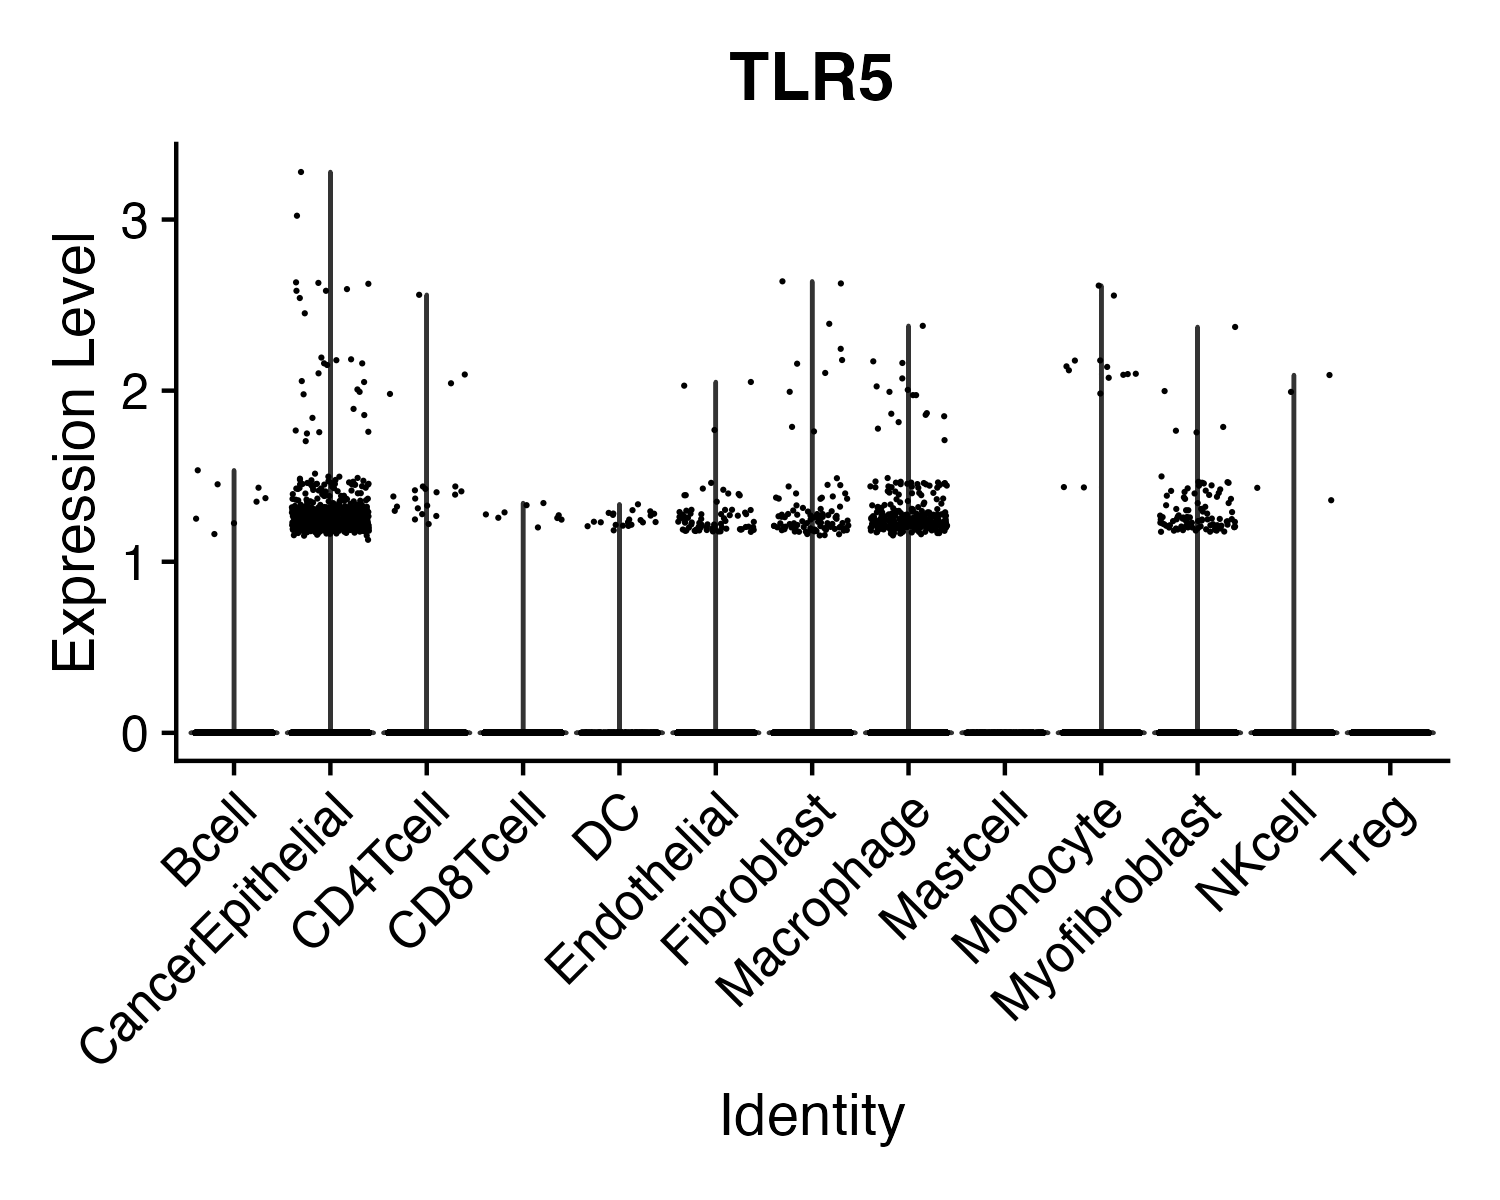 TLR5
Expression Level
3
2
1
0
Bcell
CancerEpithelial
CD4Tcell
CD8Tcell
DC
Endothelial
Fibroblast
Macrophage
Mastcell
Monocyte
Myofibroblast
NKcell
Treg
Identity